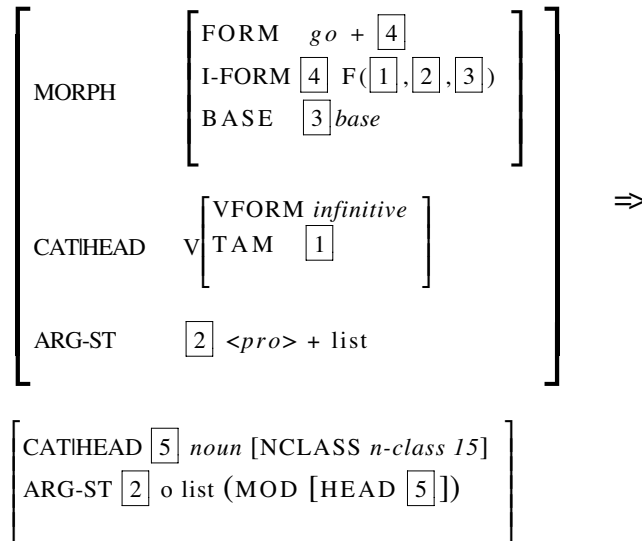 FORM go + 4
I-FORM 4 F(1,2,3)
MORPH
BASE 3 base
⇒
VFORM infinitive
CAT|HEAD V TAM 1
ARG-ST 2 <pro> + list
CAT|HEAD 5 noun [NCLASS n-class 15]
ARG-ST 2 o list (MOD [HEAD 5])